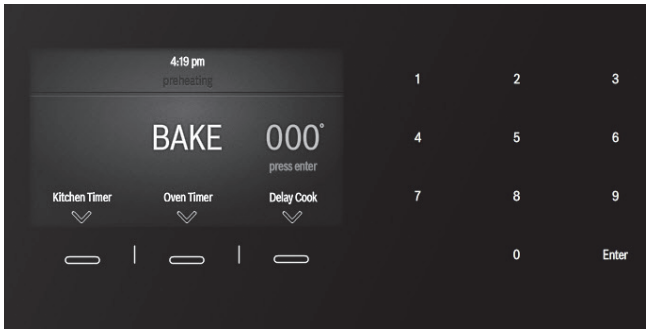 4:19 pm
preheating
BAKE 000°
press enter
Kitchen Timer Oven Timer Delay Cook
1 2 3
4 5 6
7 8 9
0 Enter